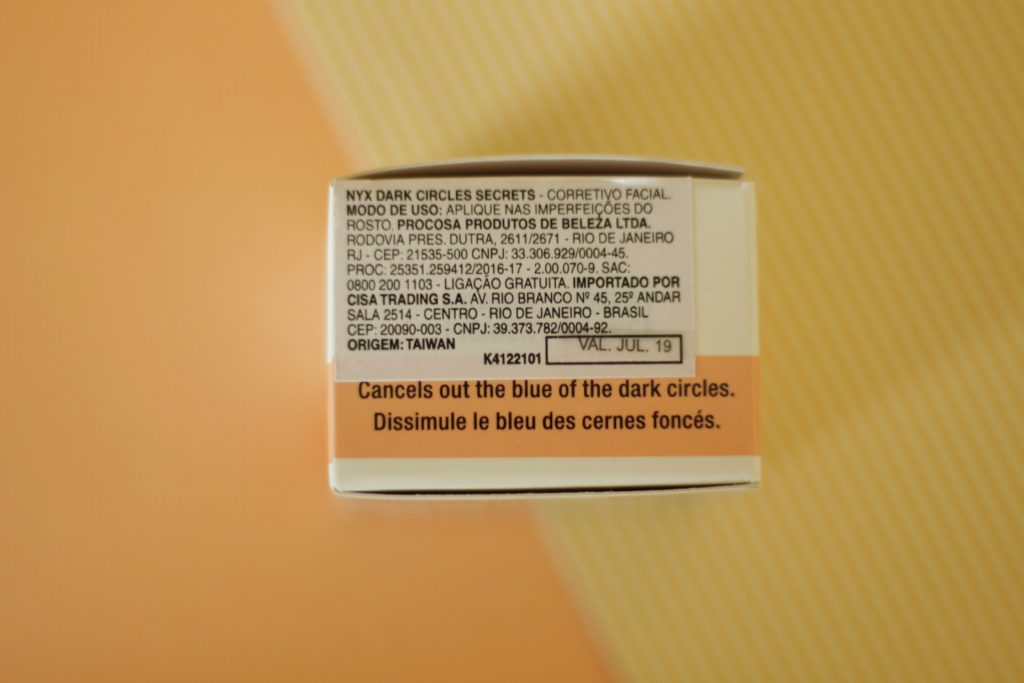 NYX DARK CIRCLES SECRETS - CORRETIVO FACIAL.
MODO DE USO: APLIQUE NAS IMPERFEIÇÕES DO
ROSTO. PROCOSA PRODUTOS DE BELEZA LTDA.
RODOVIA PRES. DUTRA, 2611/2671 - RIO DE JANEIRO
RJ - CEP: 21535-500 CNPJ: 33.306.929/0004-45.
PROC: 25351.259412/2016-17 - 2.00.070-9. SAC:
0800 200 1103 - LIGAÇÃO GRATUITA. IMPORTADO POR
CISA TRADING S.A. AV. RIO BRANCO Nº 45, 25º ANDAR
SALA 2514 - CENTRO - RIO DE JANEIRO - BRASIL
CEP: 20090-003 - CNPJ: 39.373.782/0004-92.
ORIGEM: TAIWAN
K4122101 VAL. JUL. 19
Cancels out the blue of the dark circles.
Dissimule le bleu des cernes foncés.